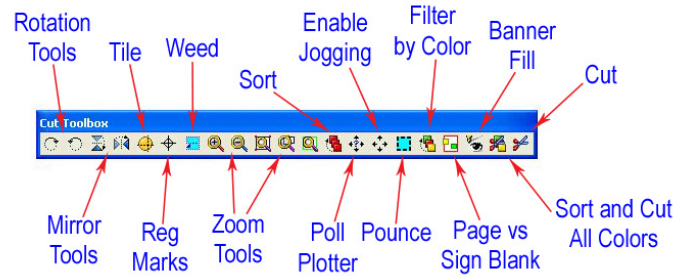 Rotation
Tools
Tile
Weed
Sort
Enable
Jogging
Filter
by Color
Banner
Fill
Cut
Cut Toolbox
Mirror
Tools
Reg
Marks
Zoom
Tools
Poll
Plotter
Pounce
Page vs
Sign Blank
Sort and Cut
All Colors